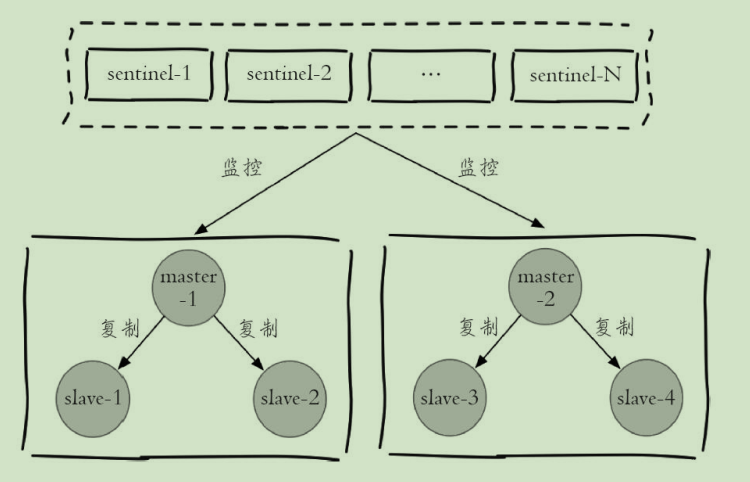 sentinel-1
sentinel-2
...
sentinel-N
监控
监控
master
-1
master
-2
复制
复制
复制
复制
slave-1
slave-2
slave-3
slave-4